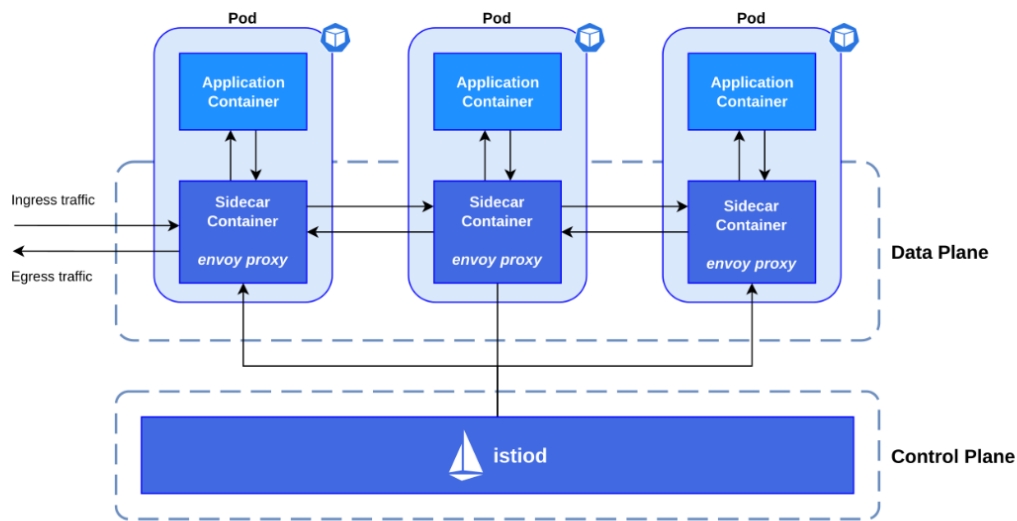 Pod
Pod
Pod
Application
Container
Application
Container
Application
Container
Ingress traffic
Egress traffic
Sidecar
Container
envoy proxy
Sidecar
Container
envoy proxy
Sidecar
Container
envoy proxy
Data Plane
istiod
Control Plane